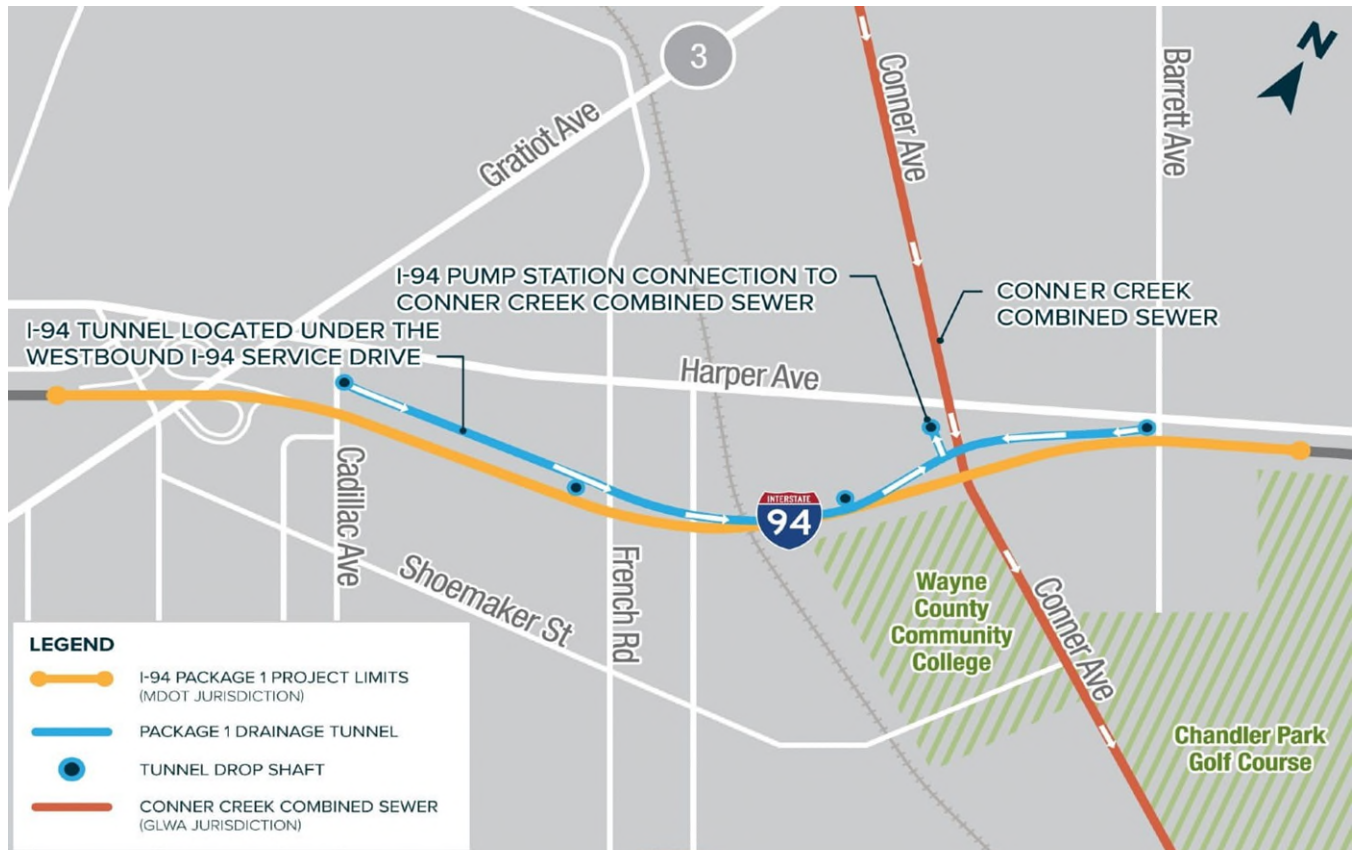 3
N
Gratiot Ave
Conner Ave
Barrett Ave
I-94 PUMP STATION CONNECTION TO
CONNER CREEK COMBINED SEWER
CONNER CREEK
COMBINED SEWER
I-94 TUNNEL LOCATED UNDER THE
WESTBOUND I-94 SERVICE DRIVE
Harper Ave
Cadillac Ave
Shoemaker St
French Rd
INTERSTATE
94
Wayne
County
Community
College
Conner Ave
Chandler Park
Golf Course
LEGEND
I-94 PACKAGE 1 PROJECT LIMITS
(MDOT JURISDICTION)
PACKAGE 1 DRAINAGE TUNNEL
TUNNEL DROP SHAFT
CONNER CREEK COMBINED SEWER
(GLWA JURISDICTION)